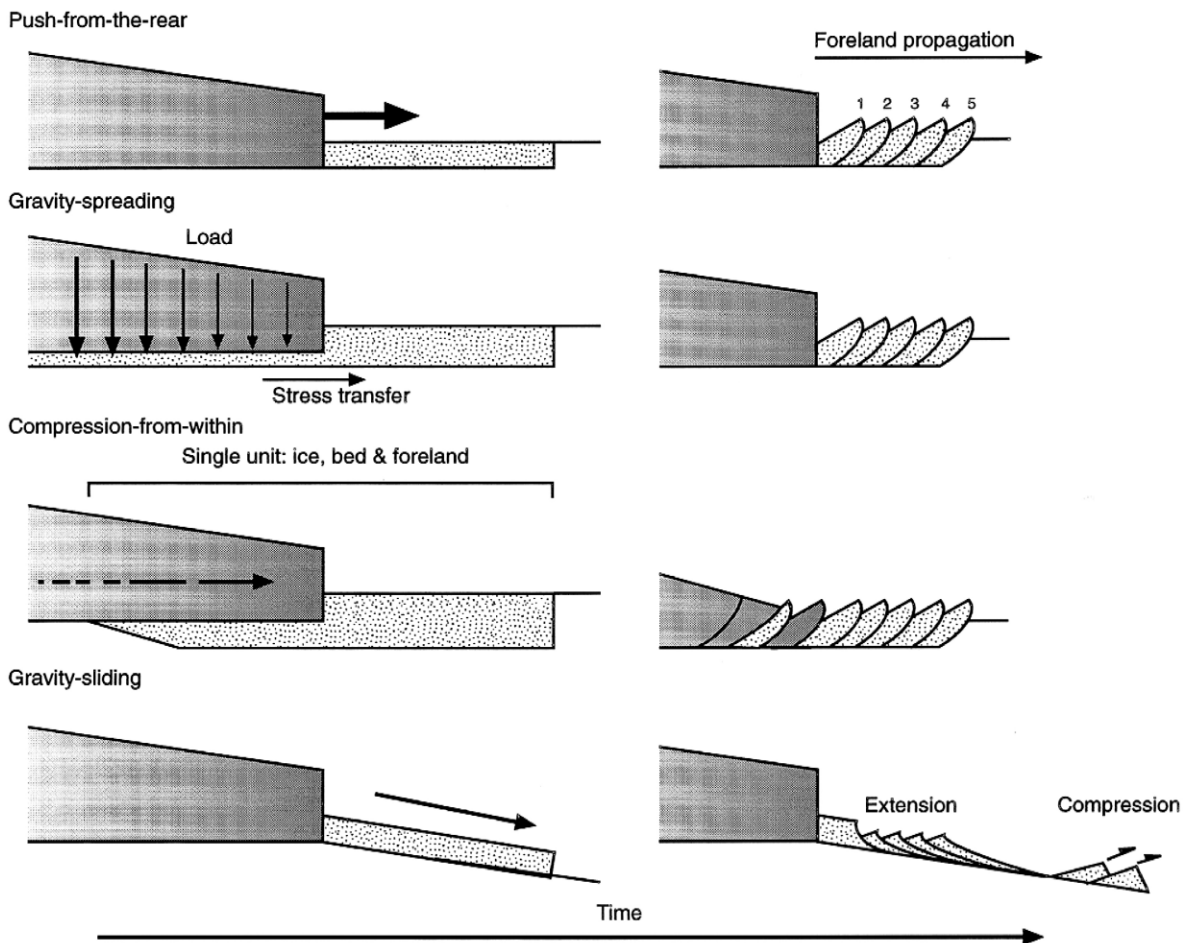 Push-from-the-rear
Foreland propagation
1 2 3 4 5
Gravity-spreading
Load
Stress transfer
Compression-from-within
Single unit: ice, bed & foreland
Gravity-sliding
Extension
Compression
Time